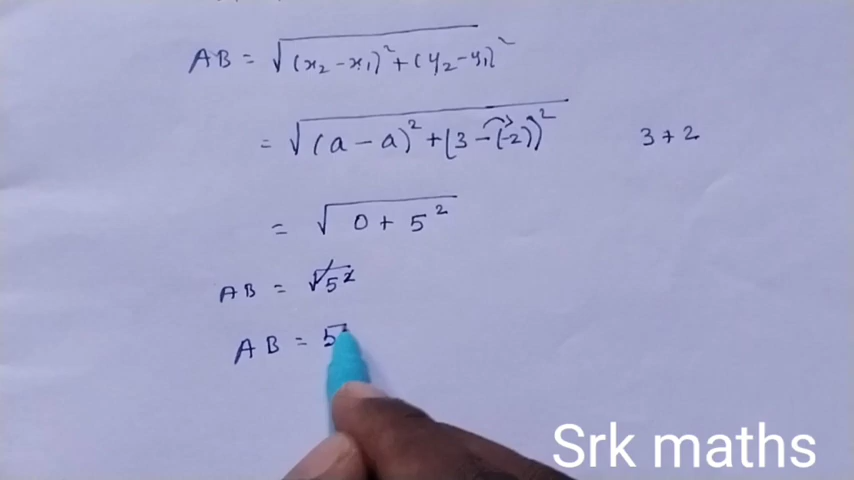 AB = √(x₂ - x₁)² + (y₂ - y₁)²
= √(a - a)² + (3 - (-2))² 3 + 2
= √0 + 5²
AB = √5²
AB = 5
Srk maths